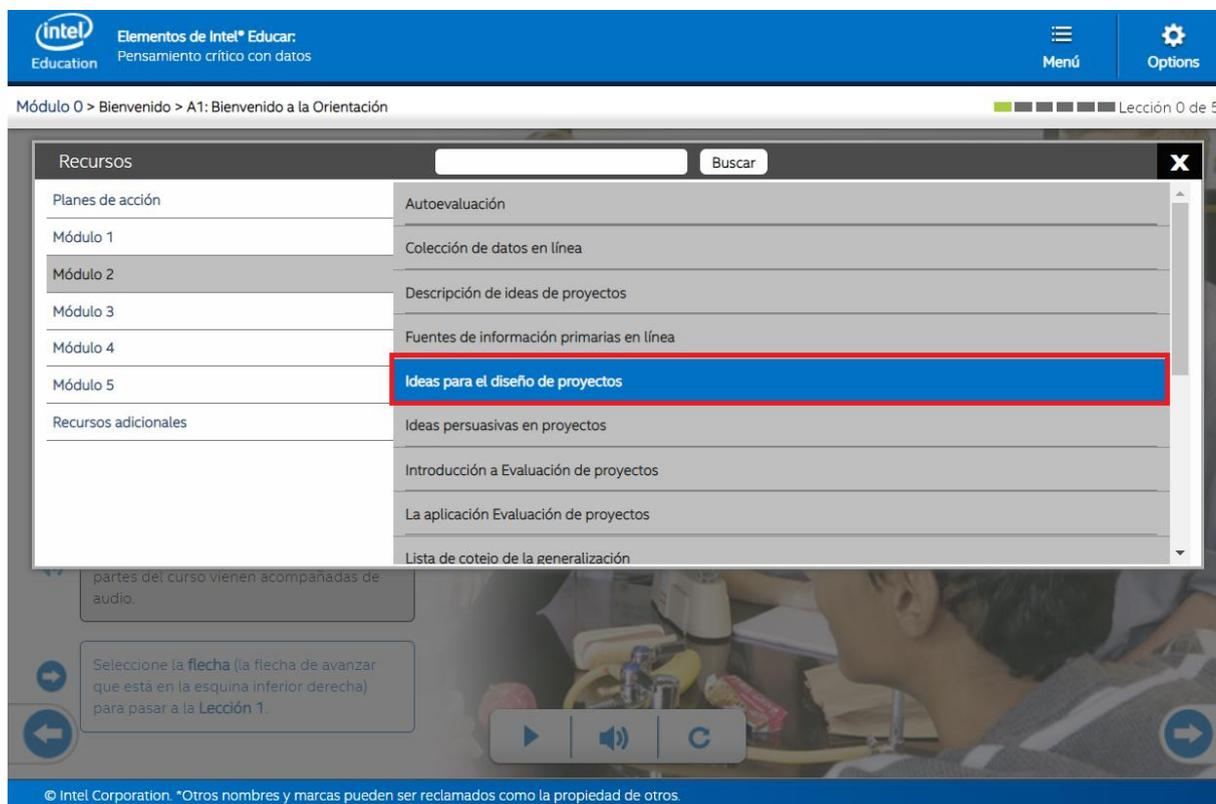 intel
Education
Elementos de Intel® Educar:
Pensamiento crítico con datos
Menú
Options
Módulo 0 > Bienvenido > A1: Bienvenido a la Orientación
Lección 0 de 5
Recursos
Buscar
X
Planes de acción
Módulo 1
Módulo 2
Módulo 3
Módulo 4
Módulo 5
Recursos adicionales
Autoevaluación
Colección de datos en línea
Descripción de ideas de proyectos
Fuentes de información primarias en línea
Ideas para el diseño de proyectos
Ideas persuasivas en proyectos
Introducción a Evaluación de proyectos
La aplicación Evaluación de proyectos
Lista de cotejo de la generalización
partes del curso vienen acompañadas de
audio.
Seleccione la flecha (la flecha de avanzar
que está en la esquina inferior derecha)
para pasar a la Lección 1.
© Intel Corporation. *Otros nombres y marcas pueden ser reclamados como la propiedad de otros.